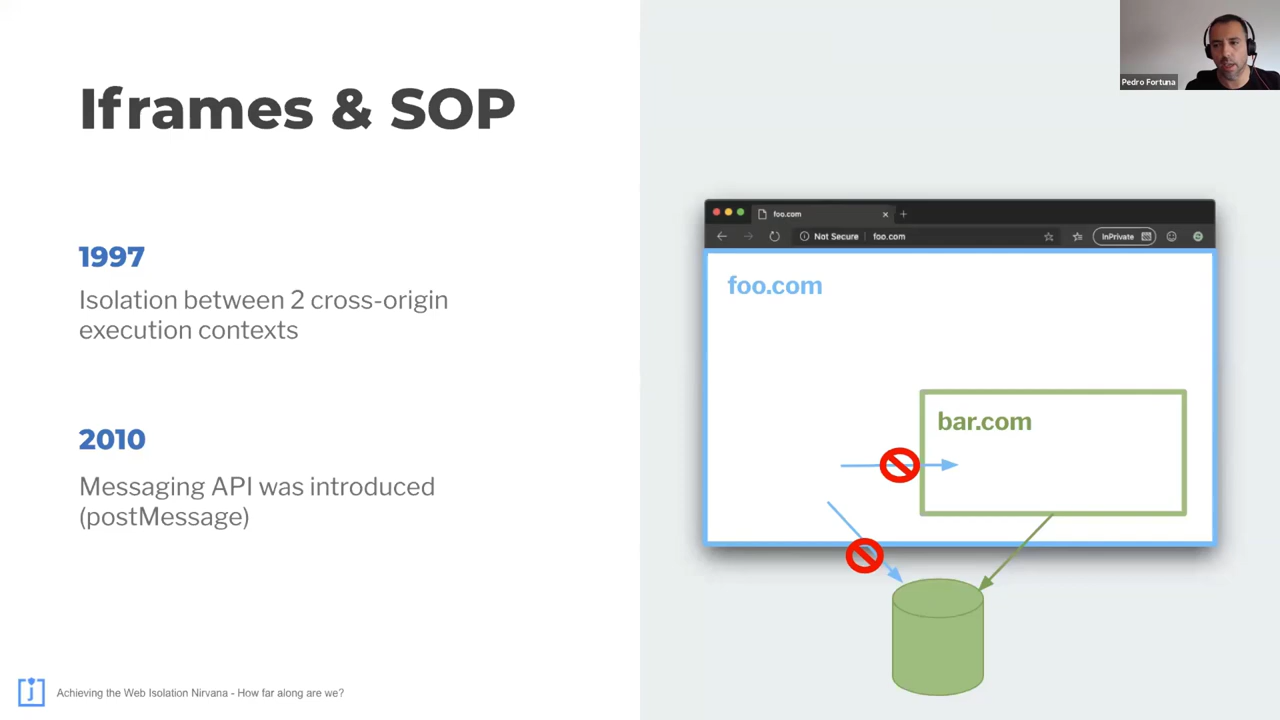 Iframes & SOP
1997
Isolation between 2 cross-origin
execution contexts
2010
Messaging API was introduced
(postMessage)
j
Achieving the Web Isolation Nirvana - How far along are we?
Pedro Fortuna
foo.com
Not Secure | foo.com
InPrivate
foo.com
bar.com